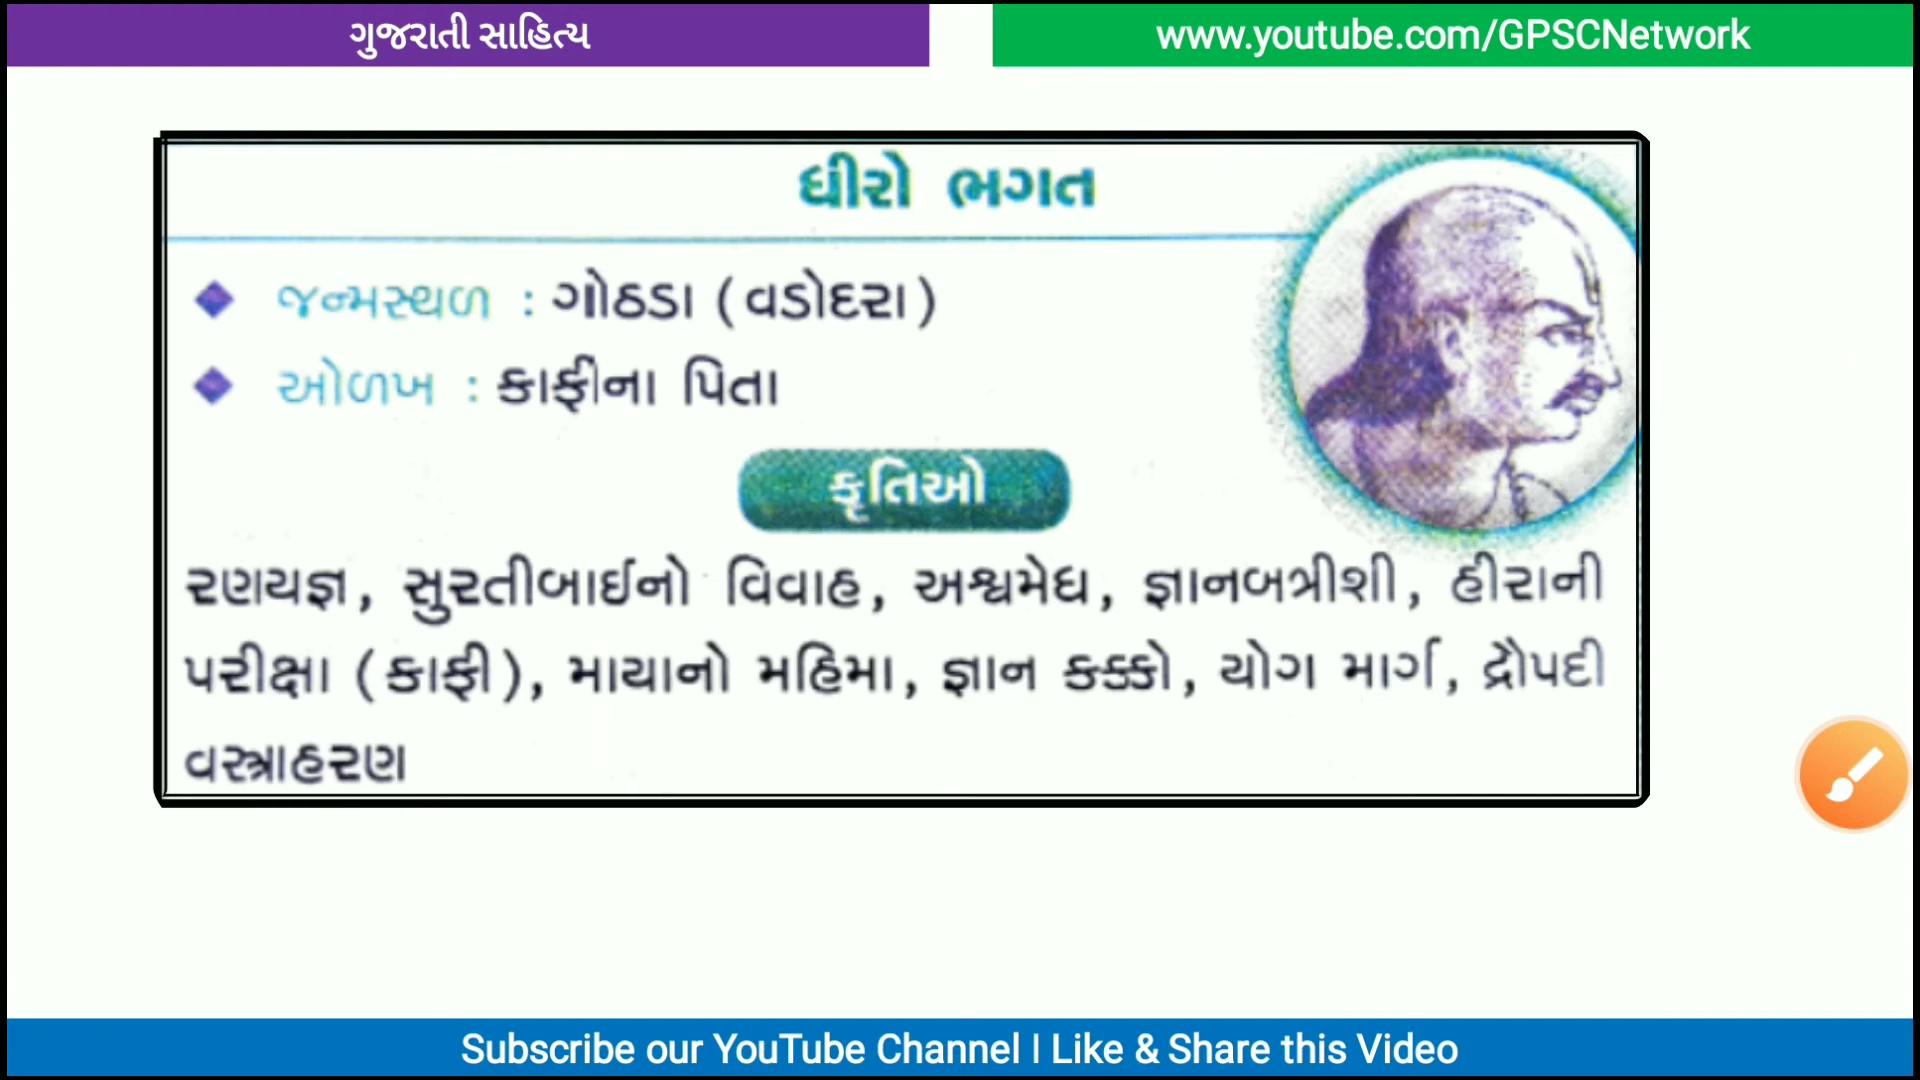 ગુજરાતી સાહિત્ય
www.youtube.com/GPSCNetwork
ધીરો ભગત
જન્મસ્થળ : ગોઠડા (વડોદરા)
ઓળખ : કાફીના પિતા
કૃતિઓ
રણયજ્ઞ, સુરતીબાઈનો વિવાહ, અશ્વમેધ, જ્ઞાનબત્રીશી, હીરાની
પરીક્ષા (કાફી), માયાનો મહિમા, જ્ઞાન કક્કો, યોગ માર્ગ, દ્રૌપદી
વસ્ત્રાહરણ
Subscribe our YouTube Channel I Like & Share this Video